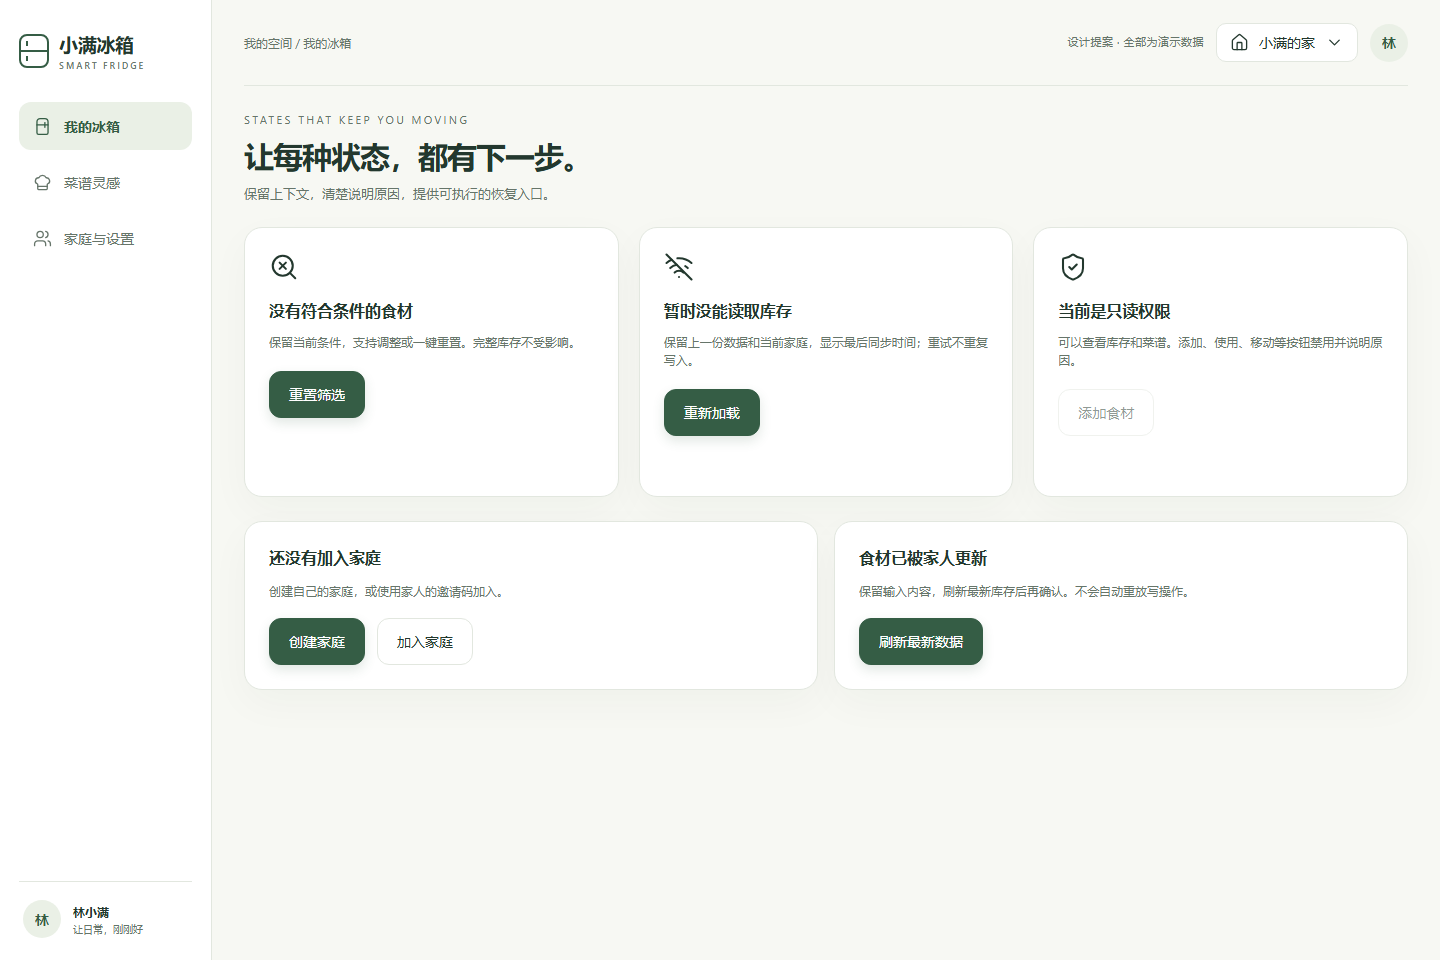 小满冰箱
SMART FRIDGE
我的冰箱
菜谱灵感
家庭与设置
林
林小满
让日常，刚刚好
我的空间 / 我的冰箱
设计提案 · 全部为演示数据
小满的家
林
STATES THAT KEEP YOU MOVING
让每种状态，都有下一步。
保留上下文，清楚说明原因，提供可执行的恢复入口。
没有符合条件的食材
保留当前条件，支持调整或一键重置。完整库存不受影响。
重置筛选
暂时没能读取库存
保留上一份数据和当前家庭，显示最后同步时间；重试不重复
写入。
重新加载
当前是只读权限
可以查看库存和菜谱。添加、使用、移动等按钮禁用并说明原
因。
添加食材
还没有加入家庭
创建自己的家庭，或使用家人的邀请码加入。
创建家庭
加入家庭
食材已被家人更新
保留输入内容，刷新最新库存后再确认。不会自动重放写操作。
刷新最新数据